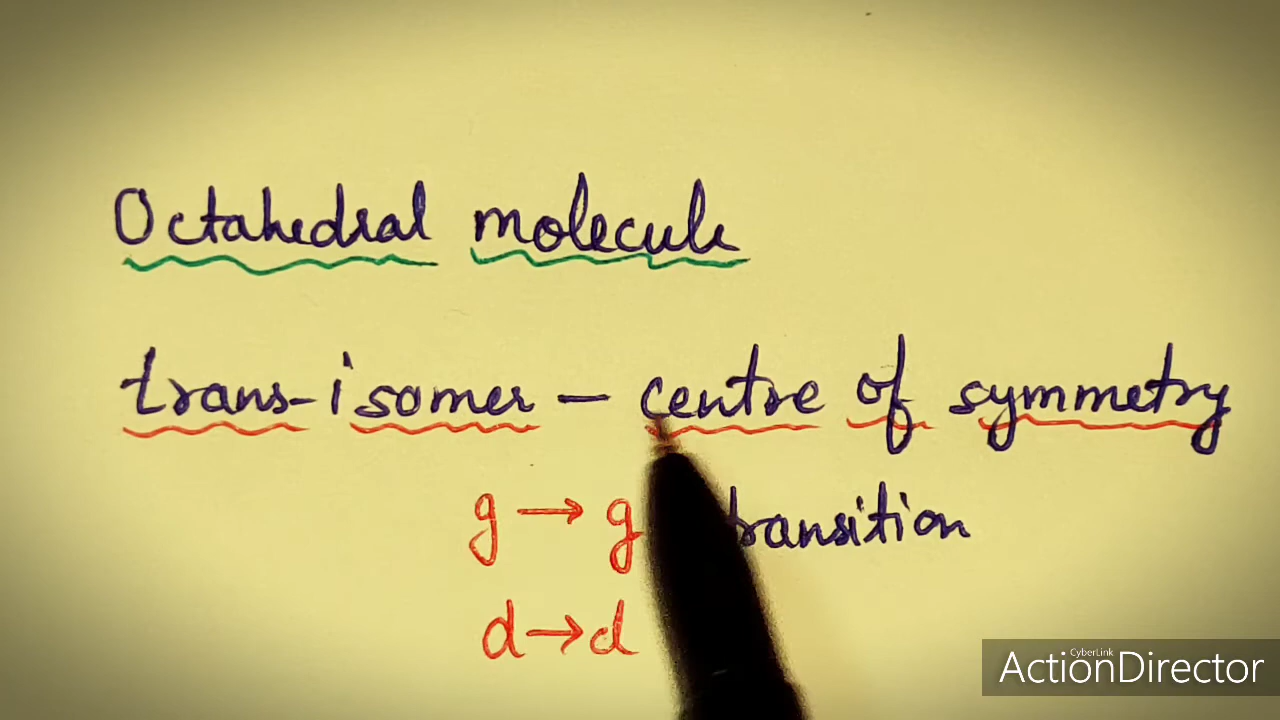 Octahedral molecule
trans-isomer – centre of symmetry
g → g transition
d → d
CyberLink
ActionDirector